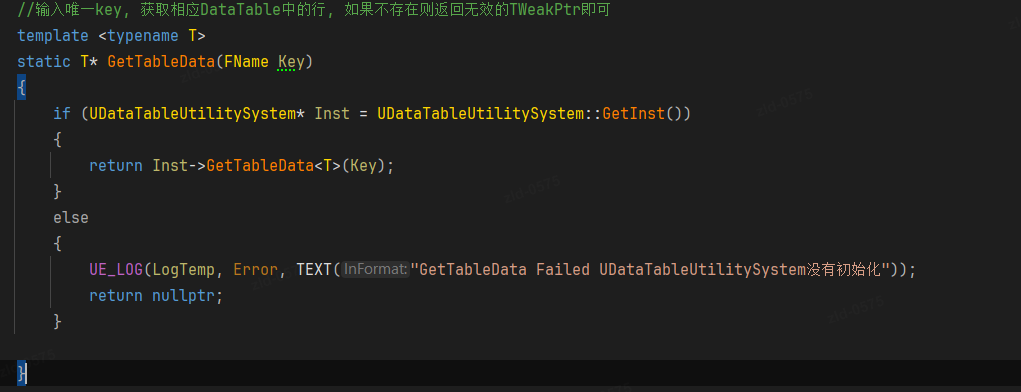 //输入唯一key, 获取相应DataTable中的行, 如果不存在则返回无效的TWeakPtr即可
template <typename T>
static T* GetTableData(FName Key)
{
if (UDataTableUtilitySystem* Inst = UDataTableUtilitySystem::GetInst())
{
return Inst->GetTableData<T>(Key);
}
else
{
UE_LOG(LogTemp, Error, TEXT(InFormat:"GetTableData Failed UDataTableUtilitySystem没有初始化"));
return nullptr;
}
}